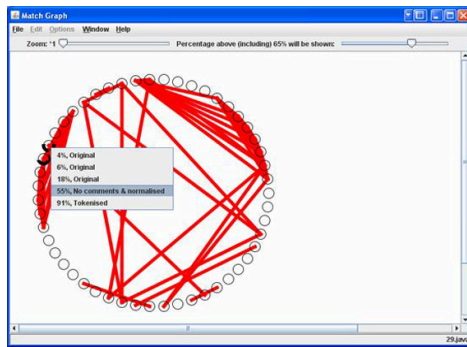 Match Graph
File Edit Options Window Help
Zoom: *1 Percentage above (including) 65% will be shown:
4%, Original
6%, Original
18%, Original
55%, No comments & normalised
91%, Tokenised
29.java